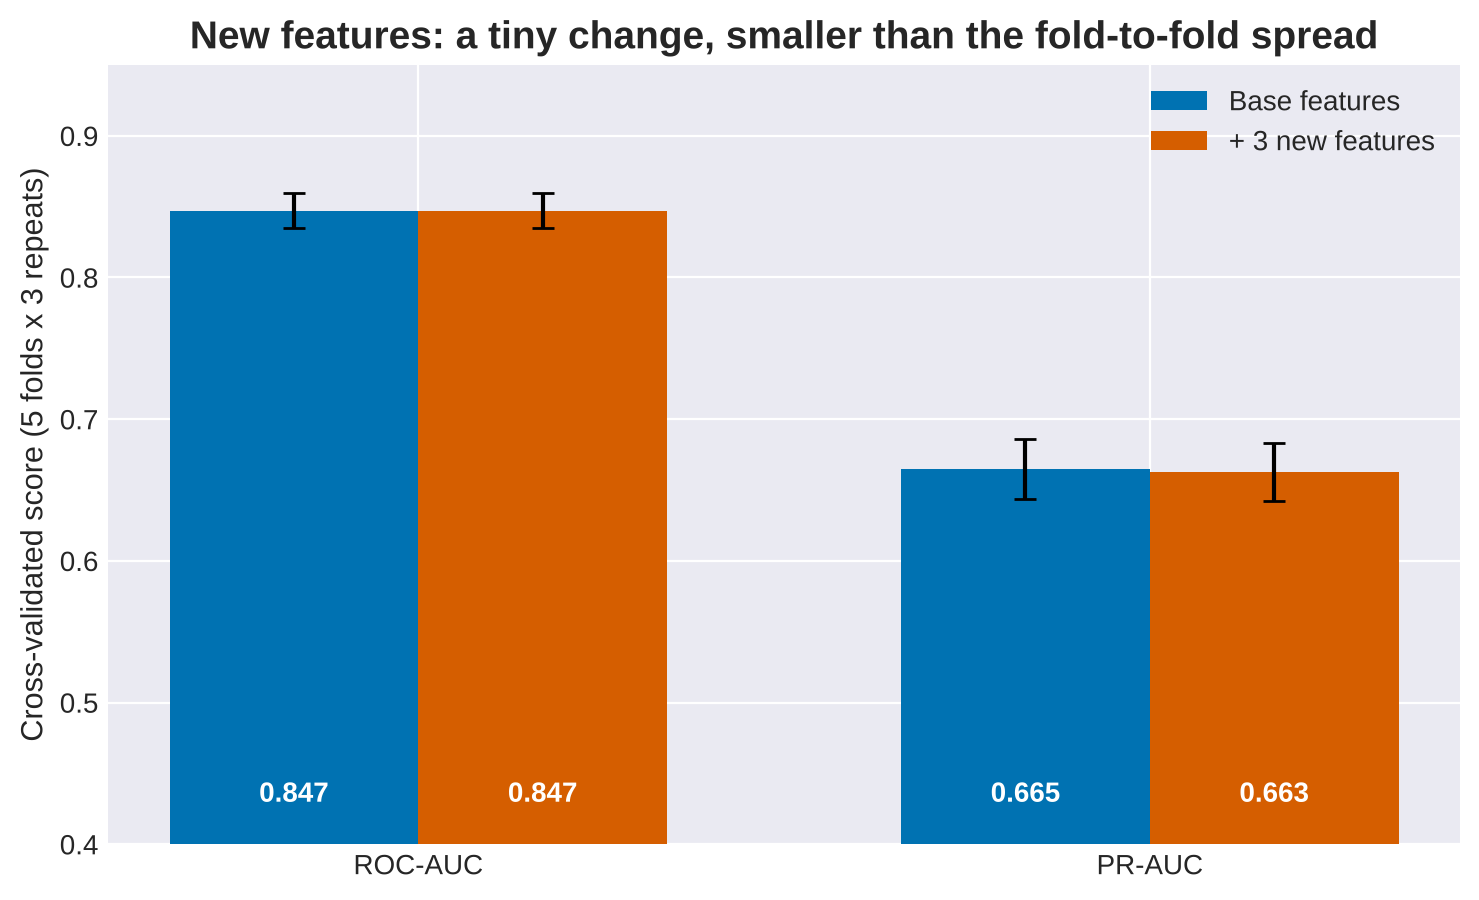 New features: a tiny change, smaller than the fold-to-fold spread
Base features
+ 3 new features
Cross-validated score (5 folds x 3 repeats)
0.9
0.8
0.7
0.6
0.5
0.4
0.847
0.847
0.665
0.663
ROC-AUC
PR-AUC